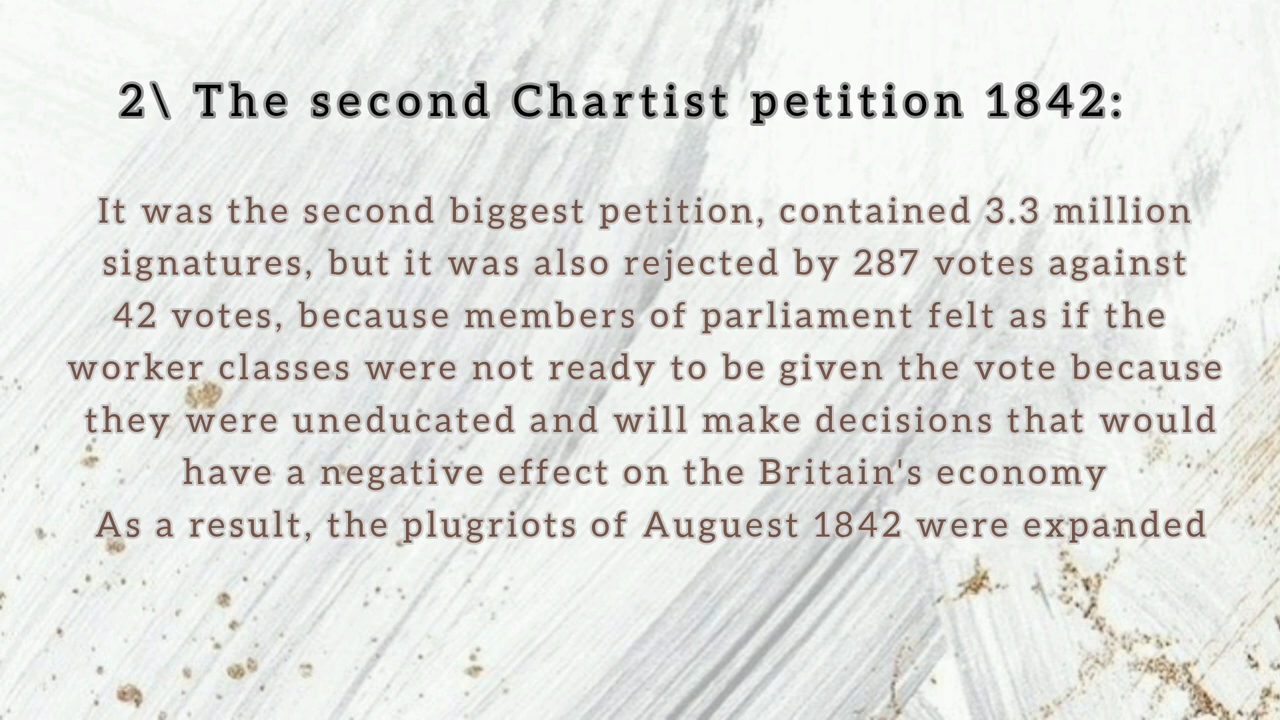 2\ The second Chartist petition 1842:
It was the second biggest petition, contained 3.3 million
signatures, but it was also rejected by 287 votes against
42 votes, because members of parliament felt as if the
worker classes were not ready to be given the vote because
they were uneducated and will make decisions that would
have a negative effect on the Britain's economy
As a result, the plugriots of Auguest 1842 were expanded